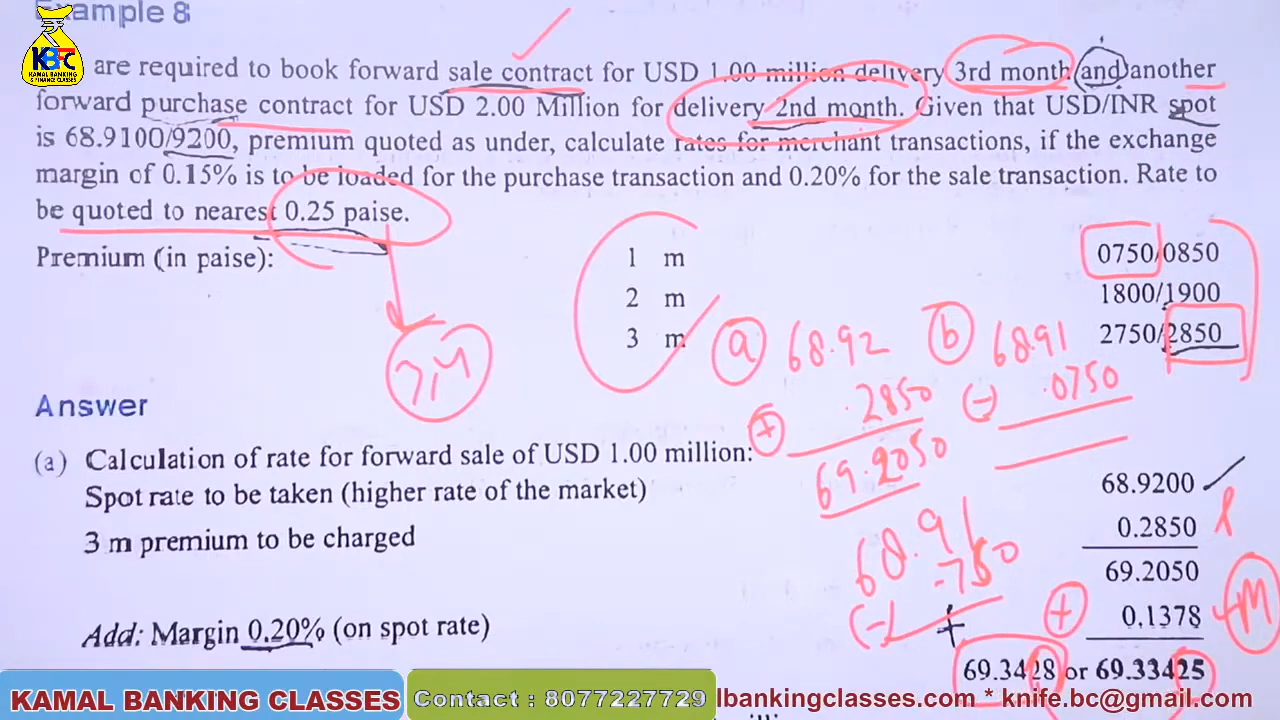 Example 8
KBFC
KAMAL BANKING
& FINANCE CLASSES
are required to book forward sale contract for USD 1.00 million delivery 3rd month and another
forward purchase contract for USD 2.00 Million for delivery 2nd month. Given that USD/INR spot
is 68.9100/9200, premium quoted as under, calculate rates for merchant transactions, if the exchange
margin of 0.15% is to be loaded for the purchase transaction and 0.20% for the sale transaction. Rate to
be quoted to nearest 0.25 paise.
Premium (in paise):
1 m 0750/0850
2 m 1800/1900
3 m 2750/2850
a 68.92 b 68.91
+ .2850 (-) .0750
69.2050
Answer
(a) Calculation of rate for forward sale of USD 1.00 million:
Spot rate to be taken (higher rate of the market) 68.9200
3 m premium to be charged 0.2850
69.2050
68.91
.750
(-) +
Add: Margin 0.20% (on spot rate) + 0.1378 M
69.3428 or 69.33425
KAMAL BANKING CLASSES Contact : 8077227729 lbankingclasses.com * knife.bc@gmail.com